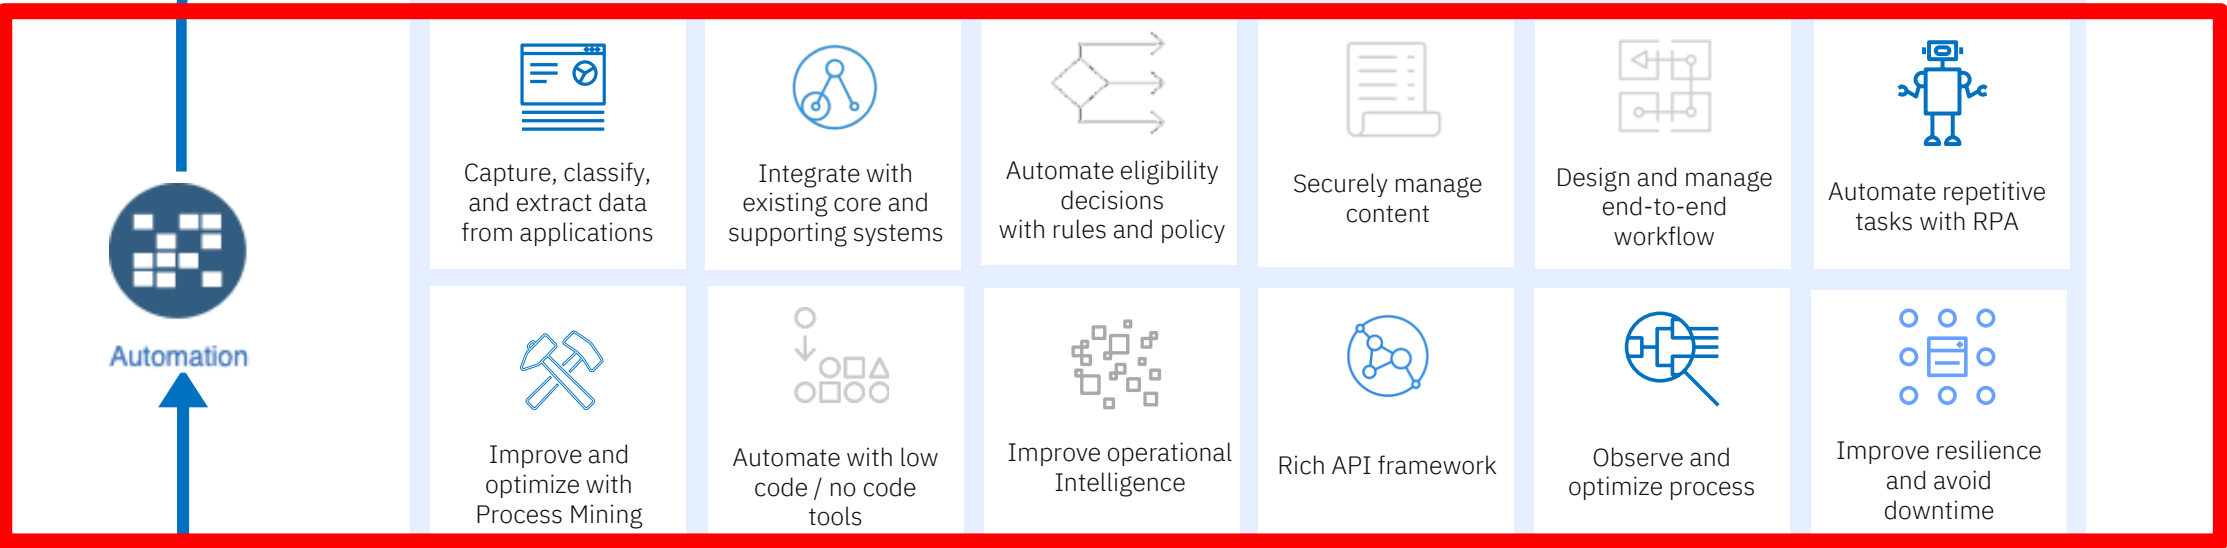 Automation
Capture, classify,
and extract data
from applications
Integrate with
existing core and
supporting systems
Automate eligibility
decisions
with rules and policy
Securely manage
content
Design and manage
end-to-end
workflow
Automate repetitive
tasks with RPA
Improve and
optimize with
Process Mining
Automate with low
code / no code
tools
Improve operational
Intelligence
Rich API framework
Observe and
optimize process
Improve resilience
and avoid
downtime